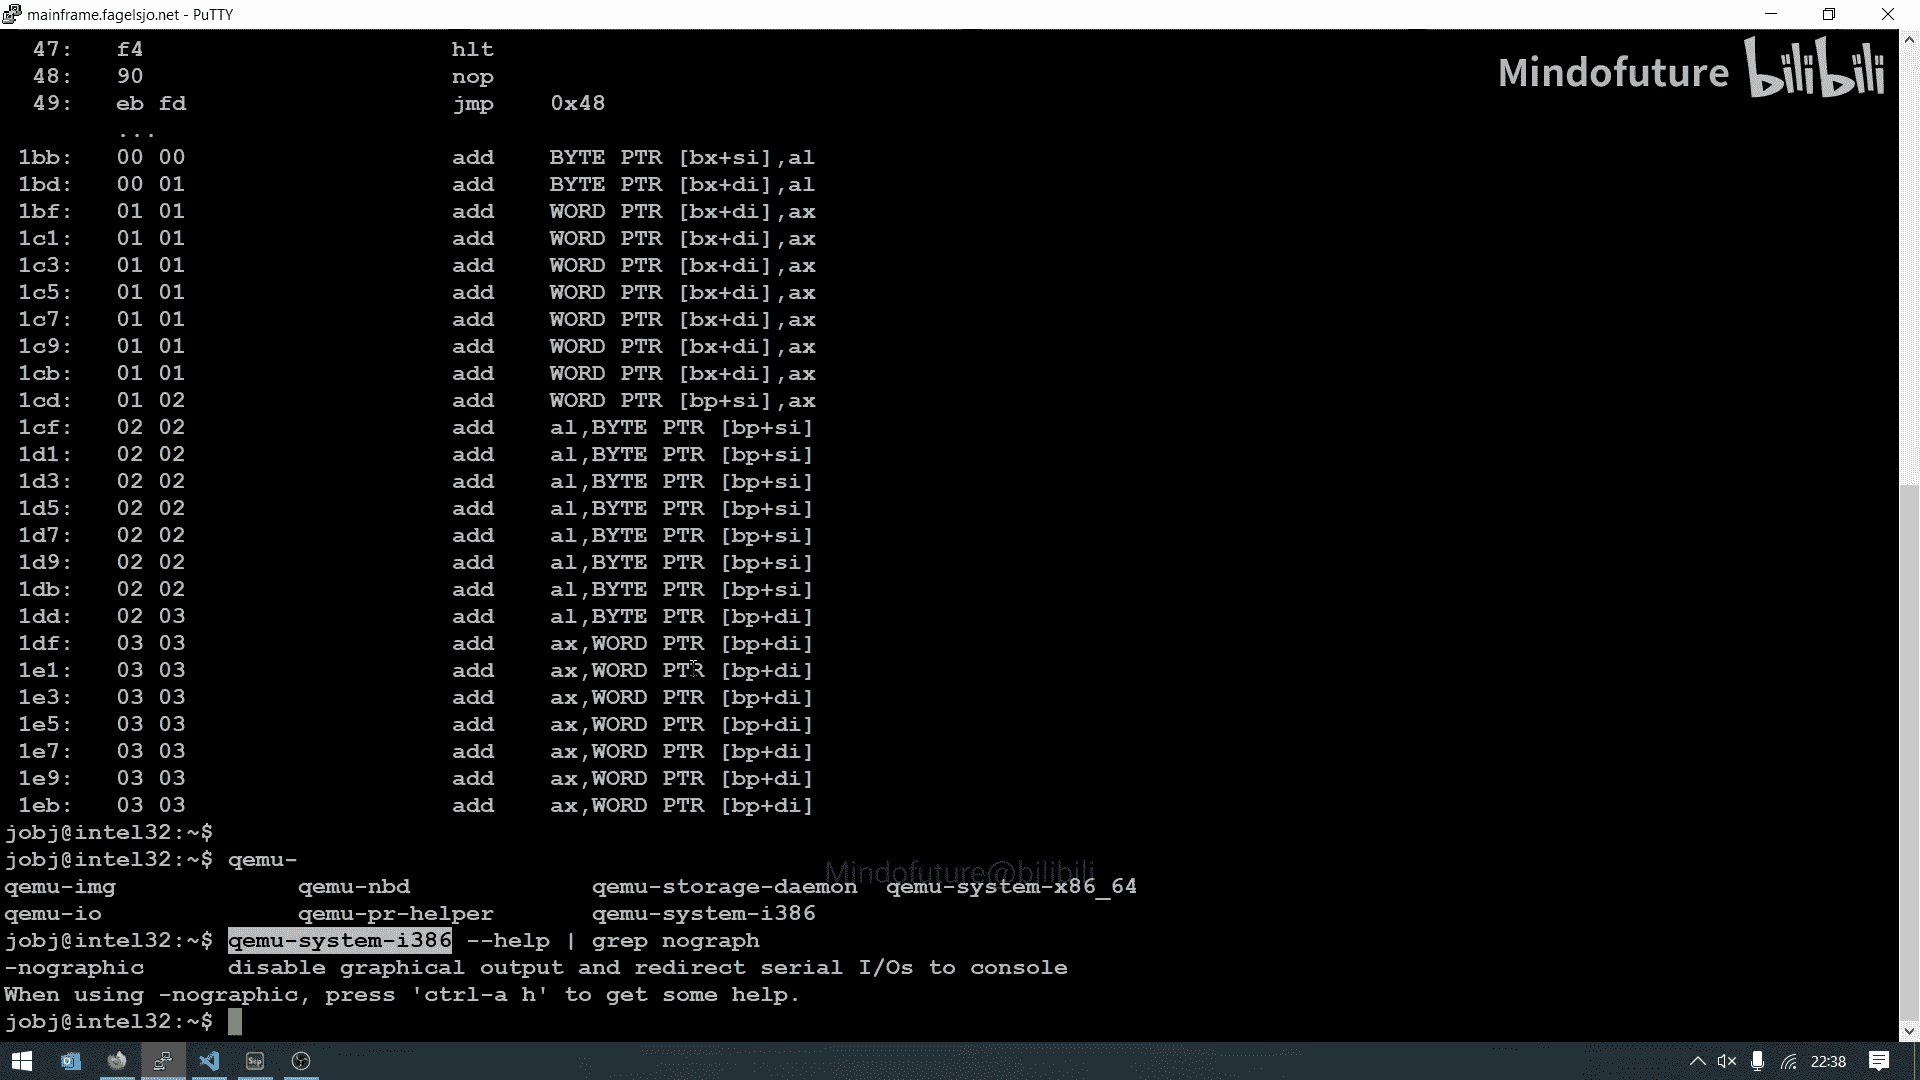 mainframe.fagelsjo.net - PuTTY
47: f4 hlt
Mindofuture bilibili
48: 90 nop
49: eb fd jmp 0x48
...
1bb: 00 00 add BYTE PTR [bx+si],al
1bd: 00 01 add BYTE PTR [bx+di],al
1bf: 01 01 add WORD PTR [bx+di],ax
1c1: 01 01 add WORD PTR [bx+di],ax
1c3: 01 01 add WORD PTR [bx+di],ax
1c5: 01 01 add WORD PTR [bx+di],ax
1c7: 01 01 add WORD PTR [bx+di],ax
1c9: 01 01 add WORD PTR [bx+di],ax
1cb: 01 01 add WORD PTR [bx+di],ax
1cd: 01 02 add WORD PTR [bp+si],ax
1cf: 02 02 add al,BYTE PTR [bp+si]
1d1: 02 02 add al,BYTE PTR [bp+si]
1d3: 02 02 add al,BYTE PTR [bp+si]
1d5: 02 02 add al,BYTE PTR [bp+si]
1d7: 02 02 add al,BYTE PTR [bp+si]
1d9: 02 02 add al,BYTE PTR [bp+si]
1db: 02 02 add al,BYTE PTR [bp+si]
1dd: 02 03 add al,BYTE PTR [bp+di]
1df: 03 03 add ax,WORD PTR [bp+di]
1e1: 03 03 add ax,WORD PTR [bp+di]
1e3: 03 03 add ax,WORD PTR [bp+di]
1e5: 03 03 add ax,WORD PTR [bp+di]
1e7: 03 03 add ax,WORD PTR [bp+di]
1e9: 03 03 add ax,WORD PTR [bp+di]
1eb: 03 03 add ax,WORD PTR [bp+di]
jobj@intel32:~$
jobj@intel32:~$ qemu-
Mindofuture@bilibili
qemu-img qemu-nbd qemu-storage-daemon qemu-system-x86_64
qemu-io qemu-pr-helper qemu-system-i386
jobj@intel32:~$ qemu-system-i386 --help | grep nograph
-nographic disable graphical output and redirect serial I/Os to console
When using -nographic, press 'ctrl-a h' to get some help.
jobj@intel32:~$
Scp
22:38